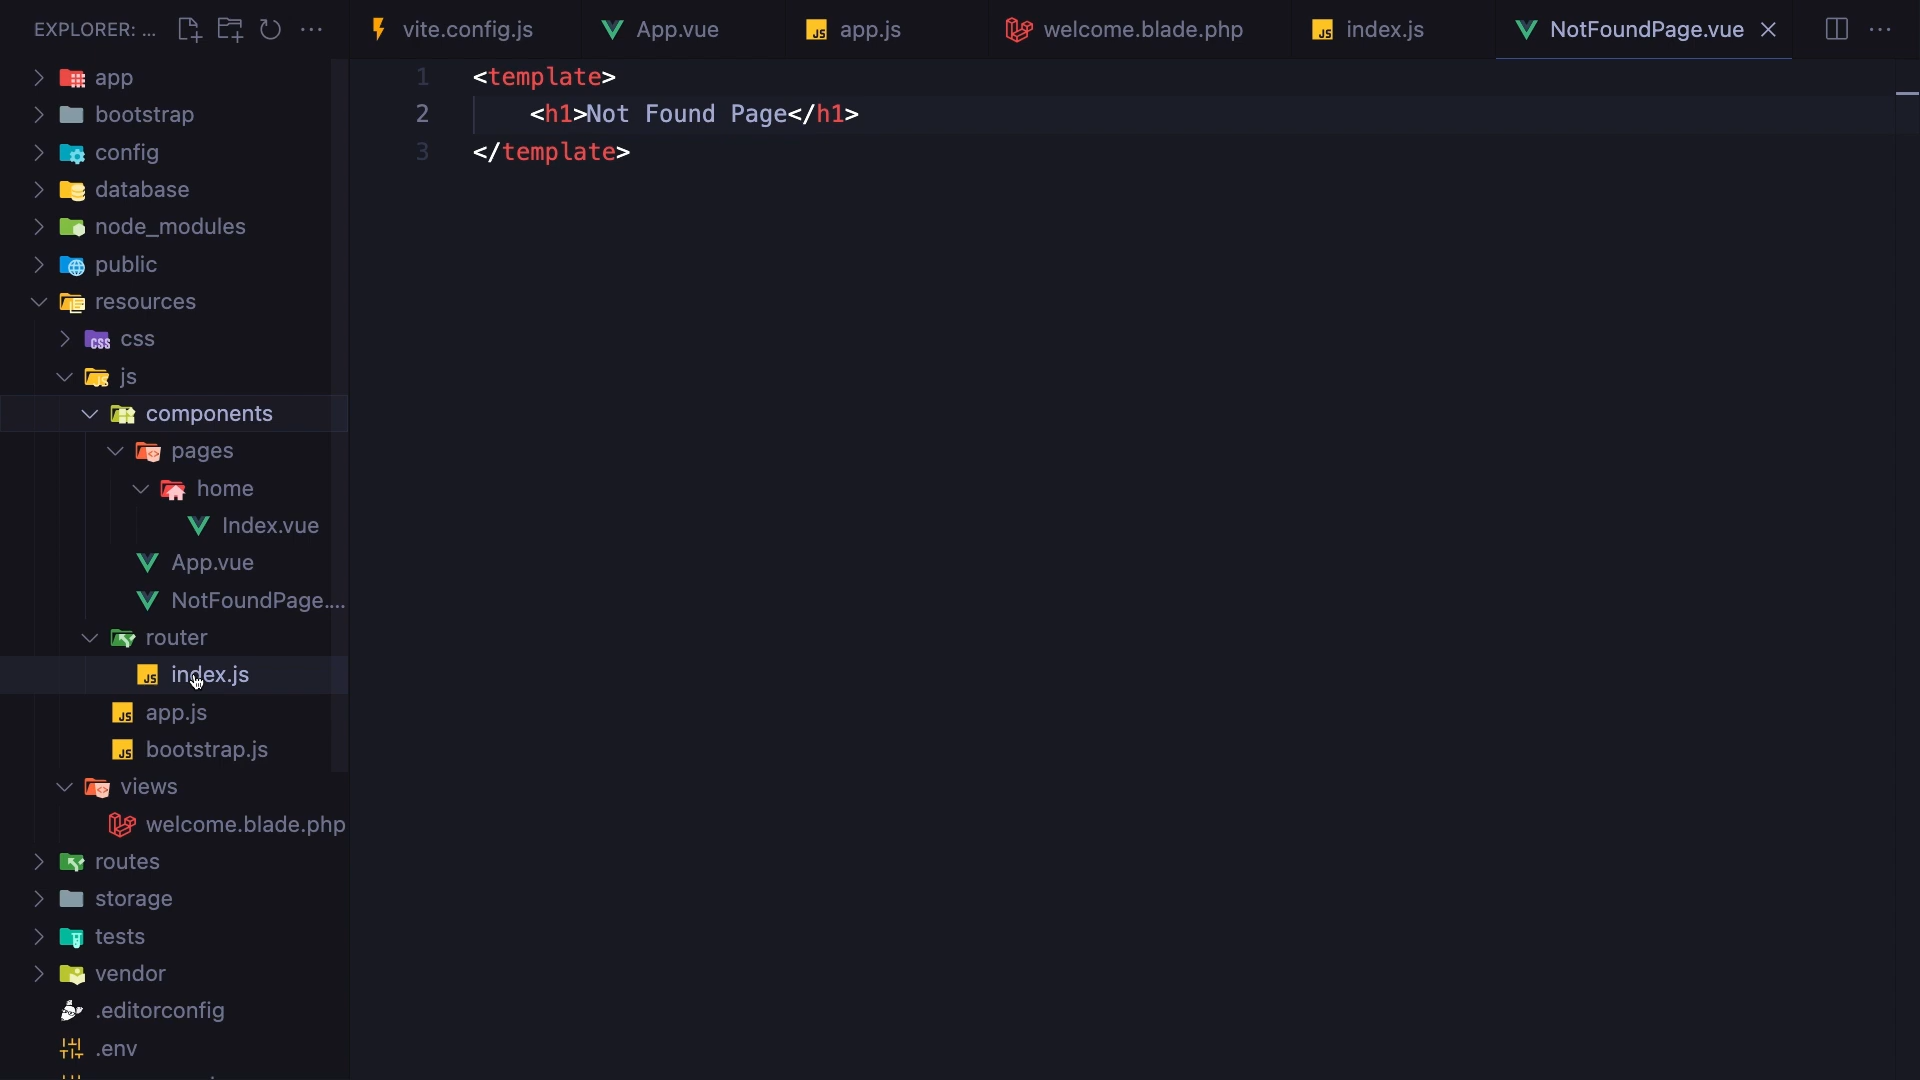 EXPLORER: ...
vite.config.js
App.vue
app.js
welcome.blade.php
index.js
NotFoundPage.vue
app
bootstrap
config
database
node_modules
public
resources
css
js
components
pages
home
Index.vue
App.vue
NotFoundPage....
router
index.js
app.js
bootstrap.js
views
welcome.blade.php
routes
storage
tests
vendor
.editorconfig
.env
1 <template>
2 <h1>Not Found Page</h1>
3 </template>